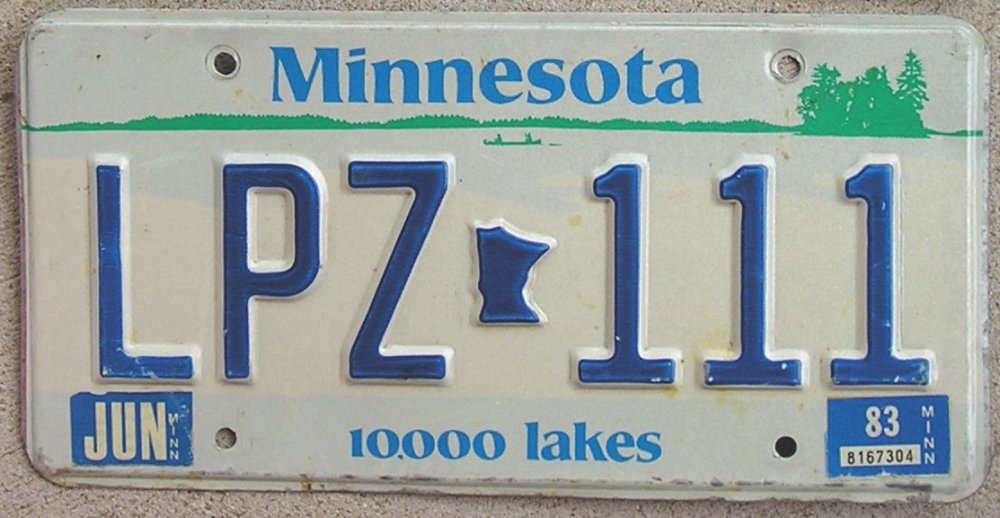 Minnesota
LPZ 111
JUN MINN
10,000 lakes
83 MINN
8167304